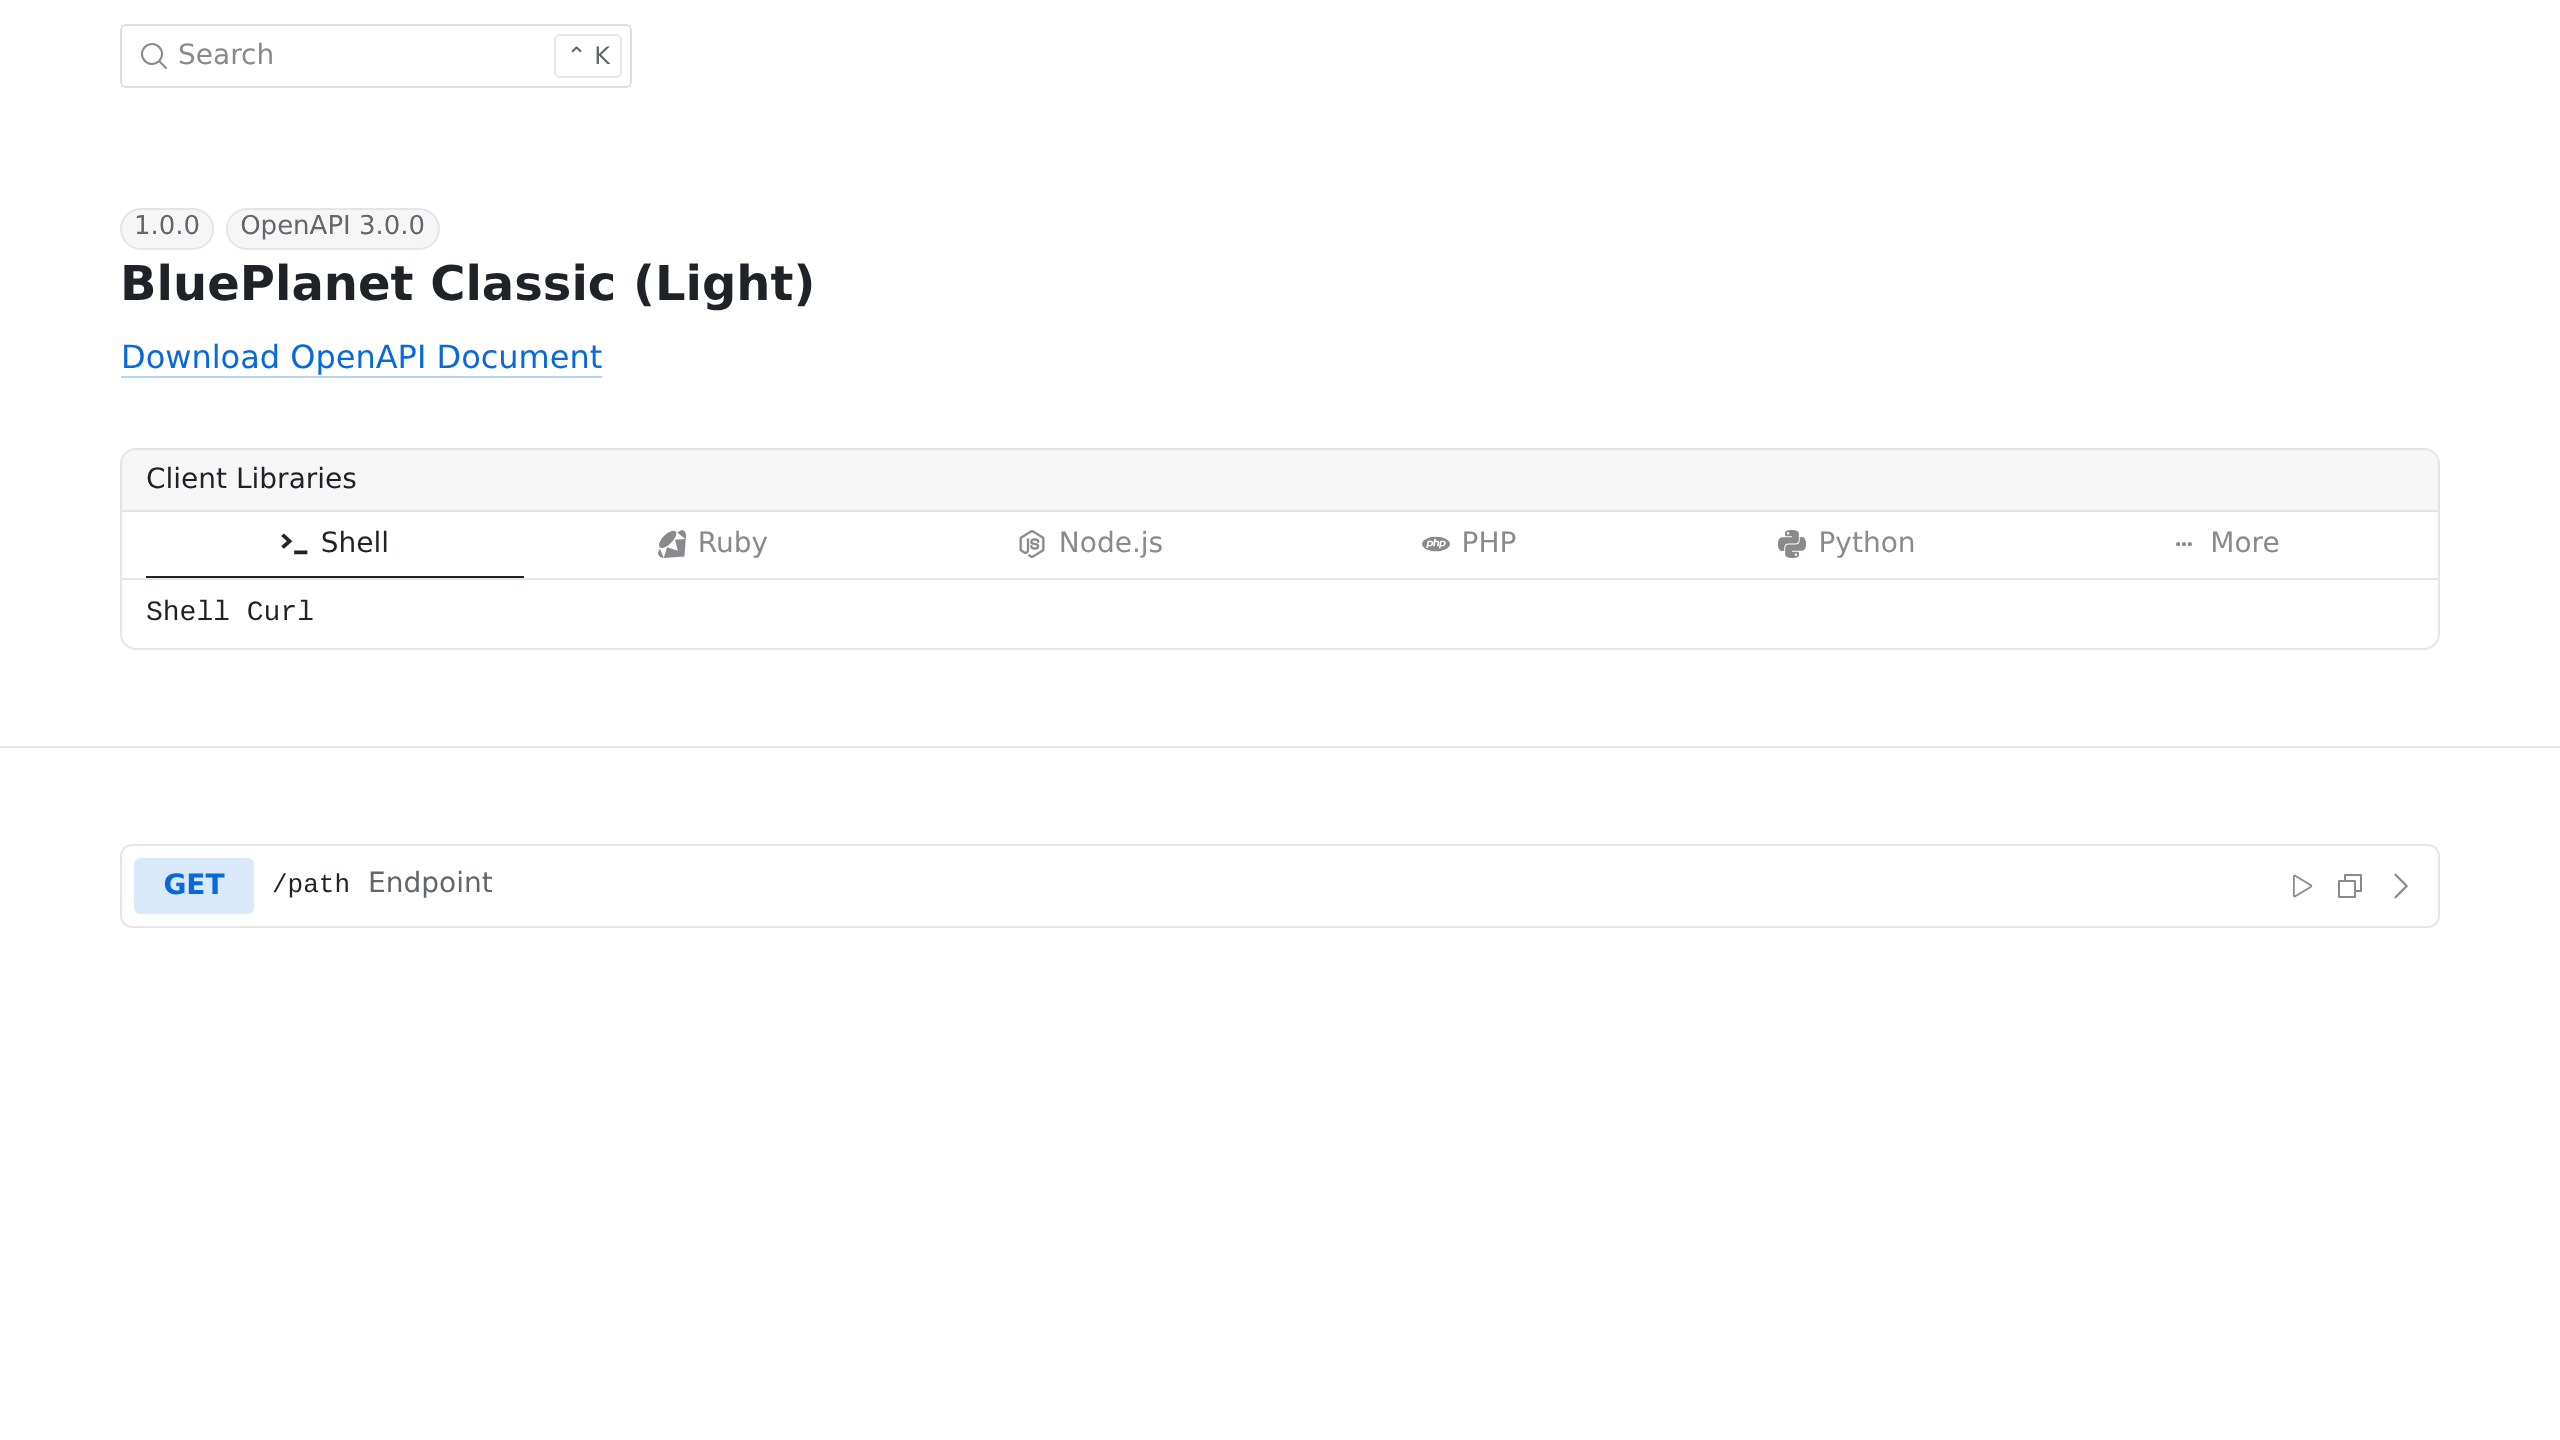 Search ⌃ K
1.0.0 OpenAPI 3.0.0
BluePlanet Classic (Light)
Download OpenAPI Document
Client Libraries
Shell Ruby Node.js PHP Python More
Shell Curl
GET /path Endpoint